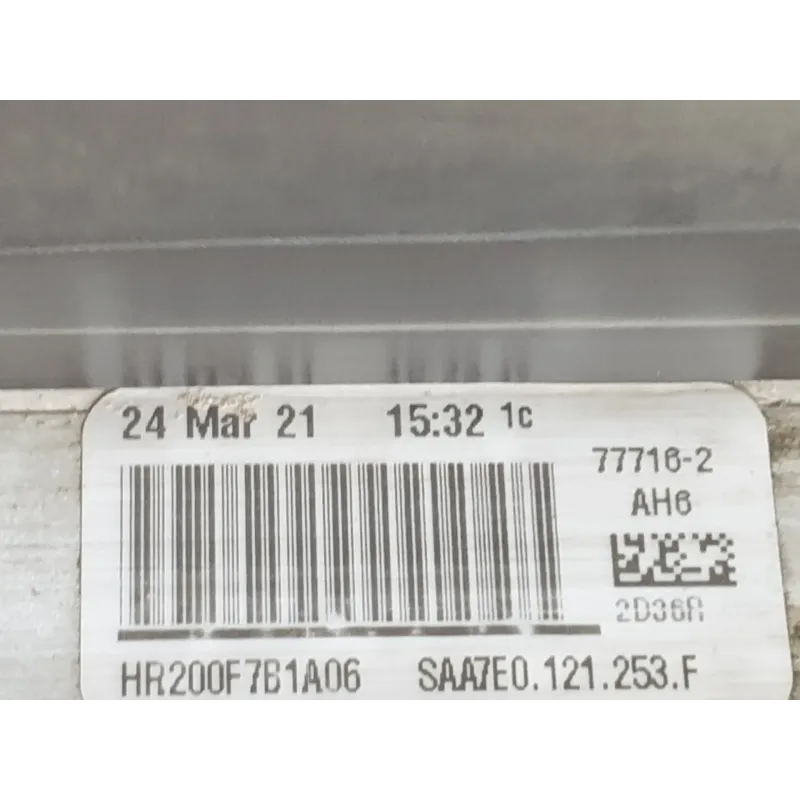 24 Mar 21 15:32 1c
77716-2
AH6
2D36R
HR200F7B1A06 SAA7E0.121.253.F